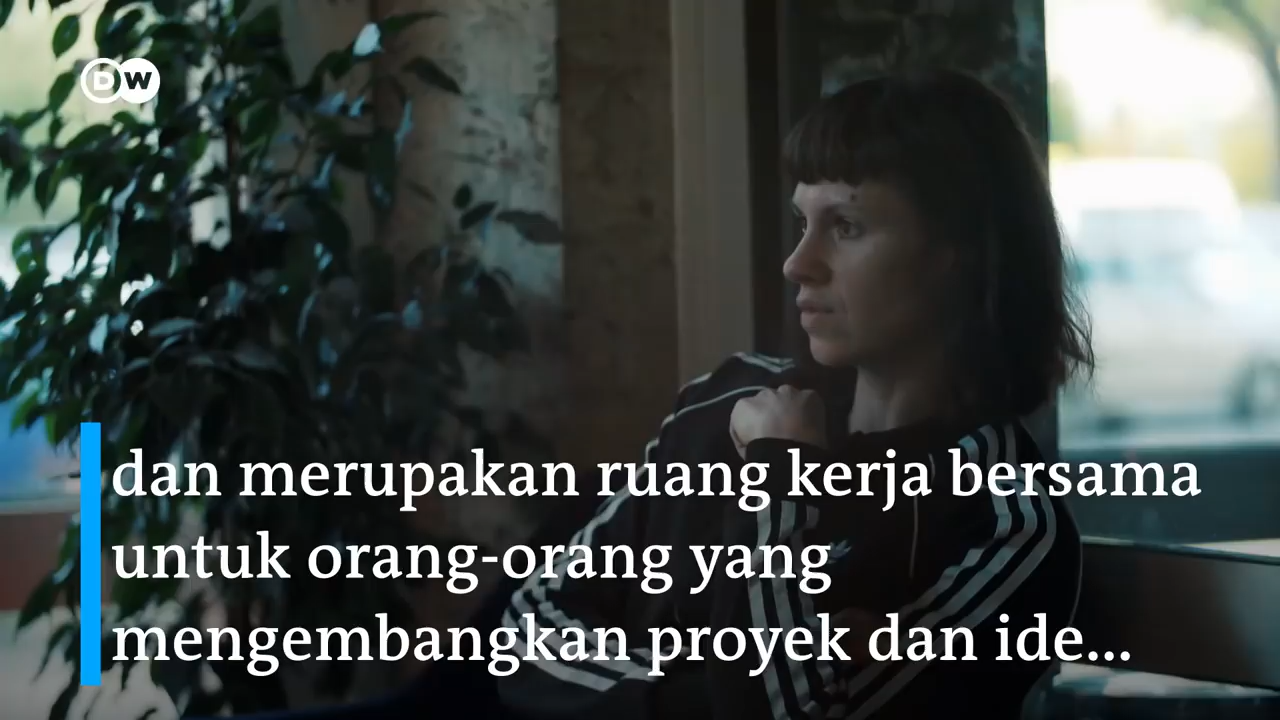 DW
dan merupakan ruang kerja bersama
untuk orang-orang yang
mengembangkan proyek dan ide...